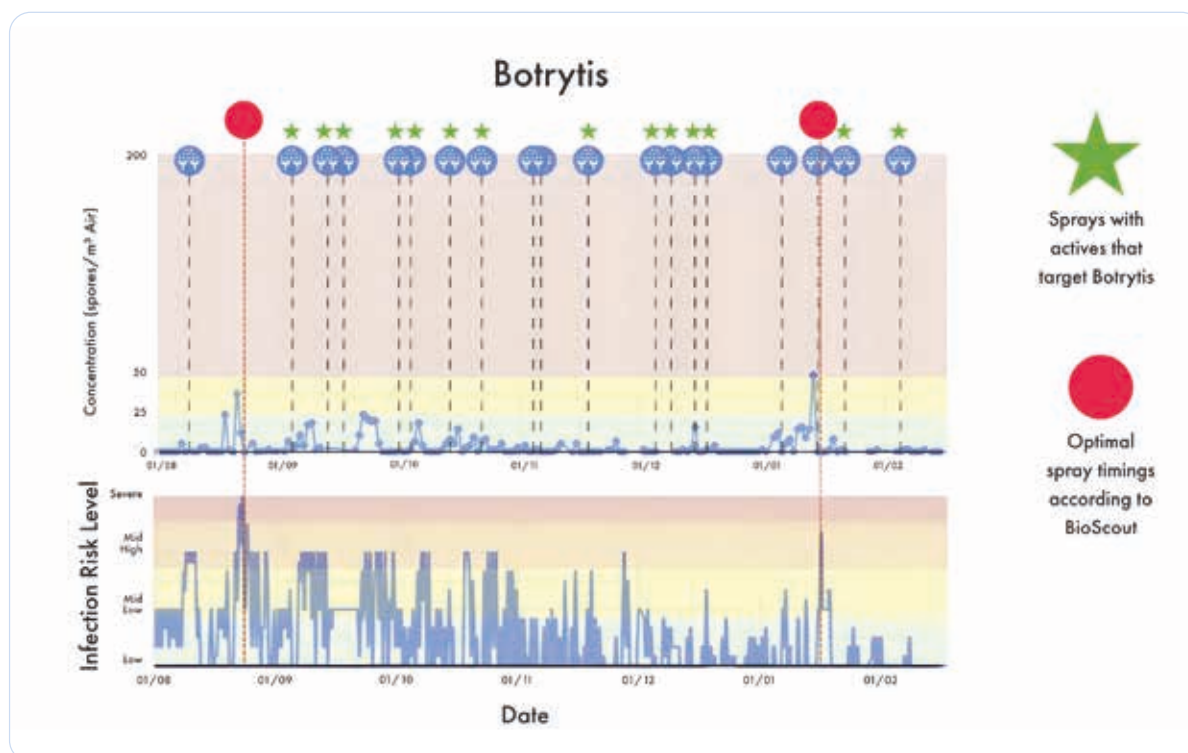 Botrytis
200
50
25
0
Concentration (spores/m³ Air)
01/08
01/09
01/10
01/11
01/12
01/01
01/02
Severe
Mid
High
Mid
Low
Low
Infection Risk Level
01/08
01/09
01/10
01/11
01/12
01/01
01/02
Date
Sprays with
actives that
target Botrytis
Optimal
spray timings
according to
BioScout